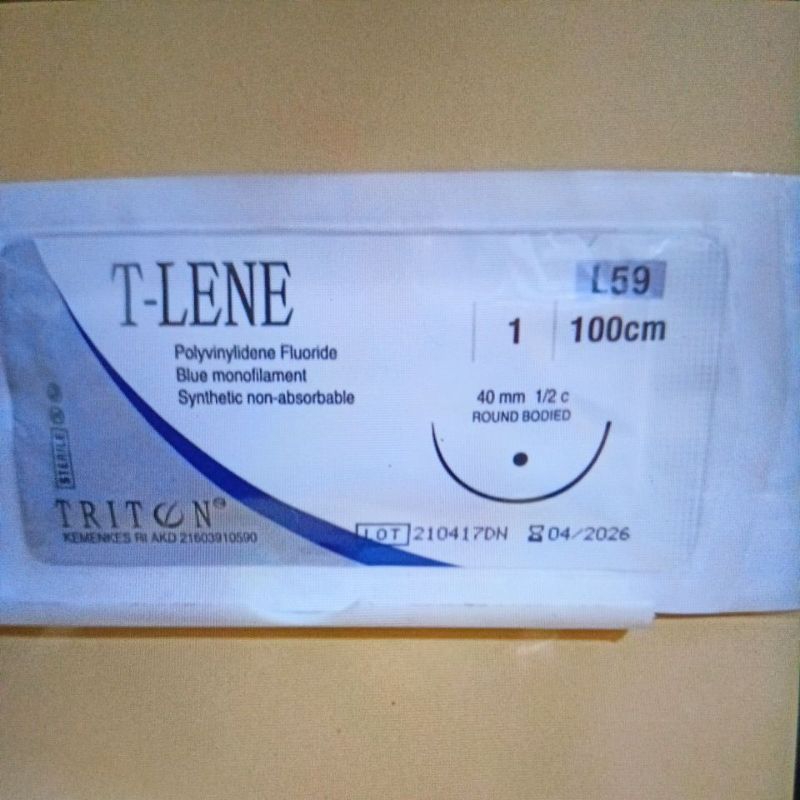 T-LENE
Polyvinylidene Fluoride
Blue monofilament
Synthetic non-absorbable
L59
1 100cm
40 mm 1/2 c
ROUND BODIED
STERILE
TRITON
KEMENKES RI AKD 21603910590
LOT 210417DN 04/2026